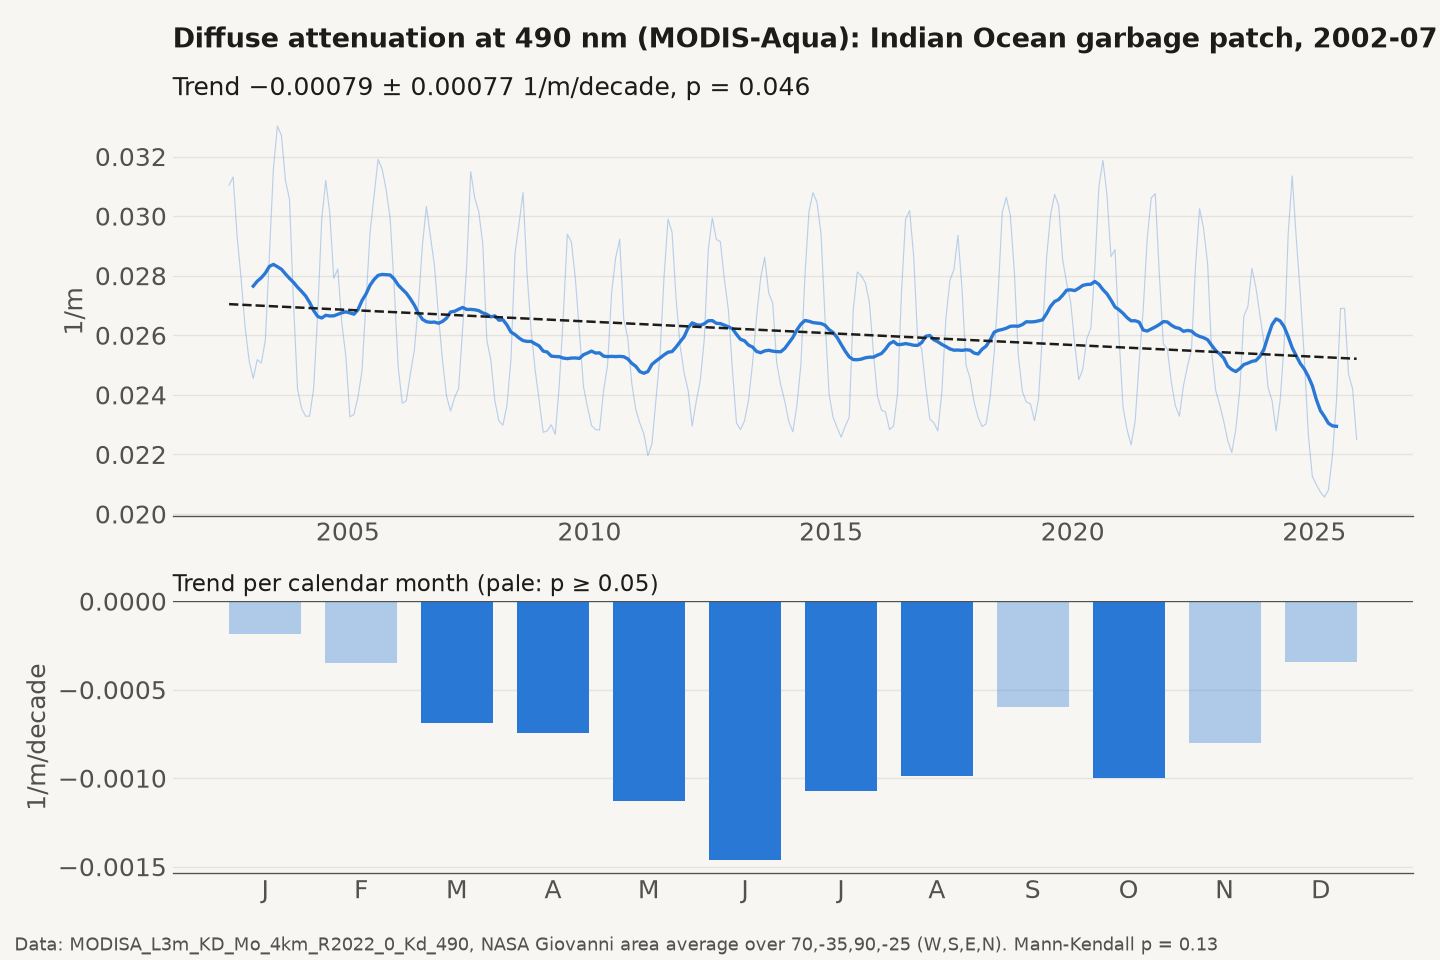 Diffuse attenuation at 490 nm (MODIS-Aqua): Indian Ocean garbage patch, 2002-07
Trend −0.00079 ± 0.00077 1/m/decade, p = 0.046
1/m
0.032
0.030
0.028
0.026
0.024
0.022
0.020
2005 2010 2015 2020 2025
Trend per calendar month (pale: p ≥ 0.05)
1/m/decade
0.0000
−0.0005
−0.0010
−0.0015
J F M A M J J A S O N D
Data: MODISA_L3m_KD_Mo_4km_R2022_0_Kd_490, NASA Giovanni area average over 70,-35,90,-25 (W,S,E,N). Mann-Kendall p = 0.13